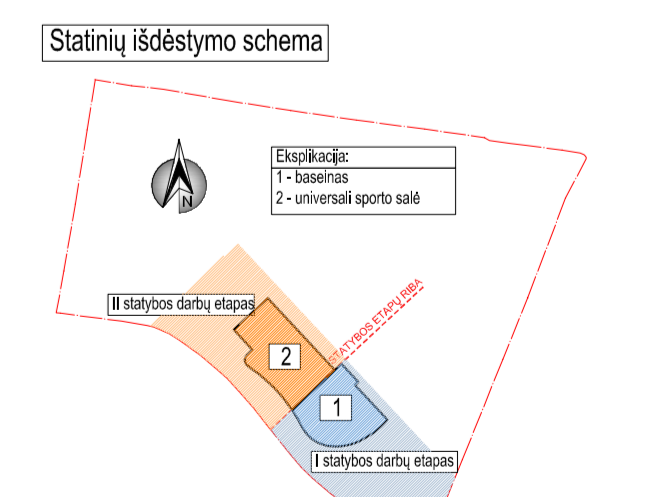 Statinių išdėstymo schema
Eksplikacija:
1 - baseinas
2 - universali sporto salė
N
II statybos darbų etapas
STATYBOS ETAPŲ RIBA
2
1
I statybos darbų etapas